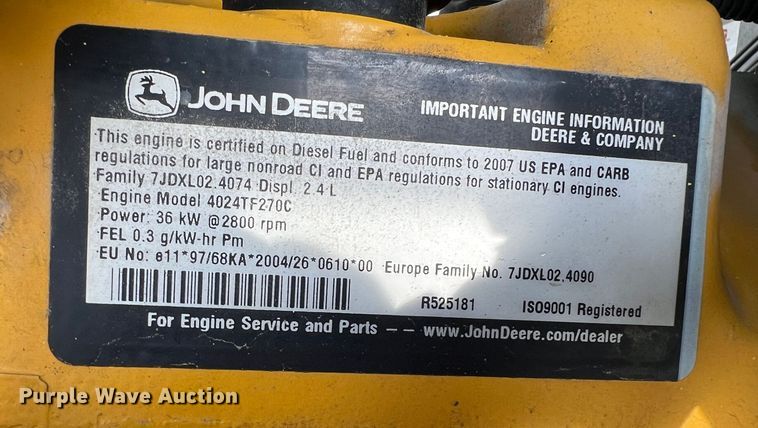 JOHN DEERE
IMPORTANT ENGINE INFORMATION
DEERE & COMPANY
This engine is certified on Diesel Fuel and conforms to 2007 US EPA and CARB
regulations for large nonroad CI and EPA regulations for stationary CI engines.
Family 7JDXL02.4074 Displ. 2.4 L
Engine Model 4024TF270C
Power: 36 kW @ 2800 rpm
FEL 0.3 g/kW-hr Pm
EU No: e11*97/68KA*2004/26*0610*00 Europe Family No. 7JDXL02.4090
R525181 ISO9001 Registered
For Engine Service and Parts – – www.JohnDeere.com/dealer
Purple Wave Auction